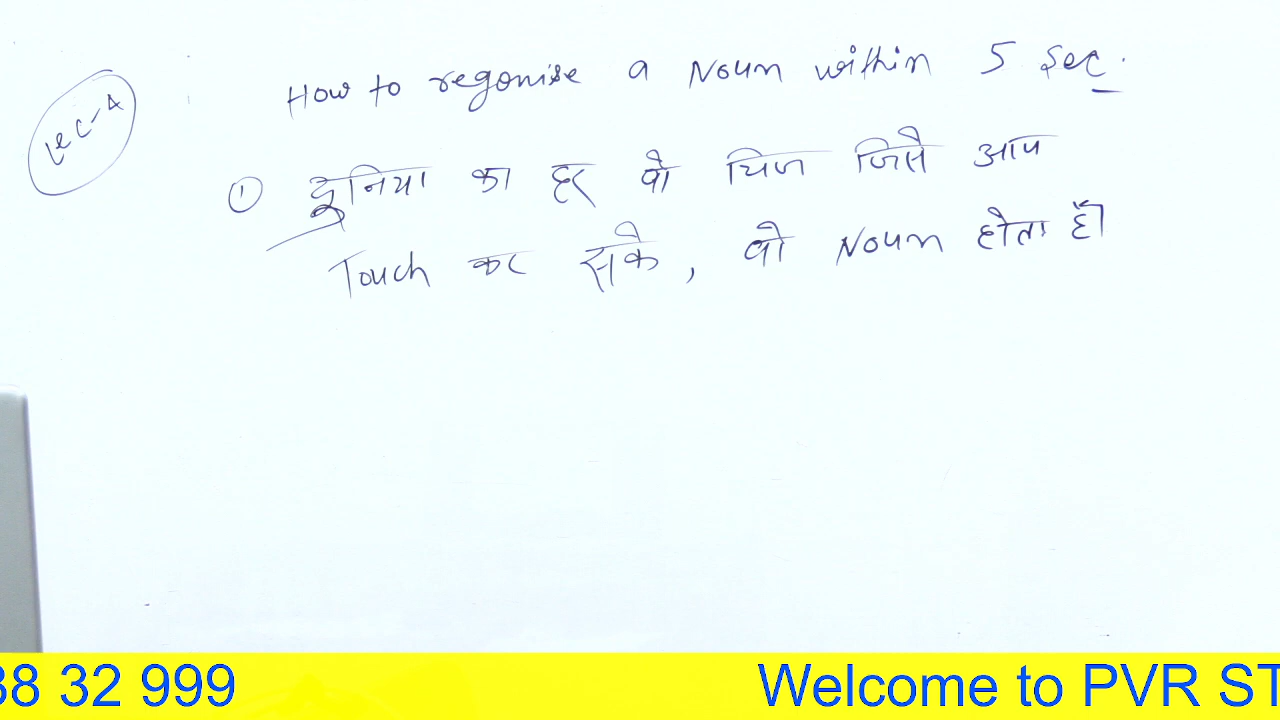 Lec-4
How to regonise a Noun within 5 Sec.
① दुनिया का हर वो चिज जिसे आप
Touch कर सके, वो Noun होता है।
38 32 999
Welcome to PVR ST